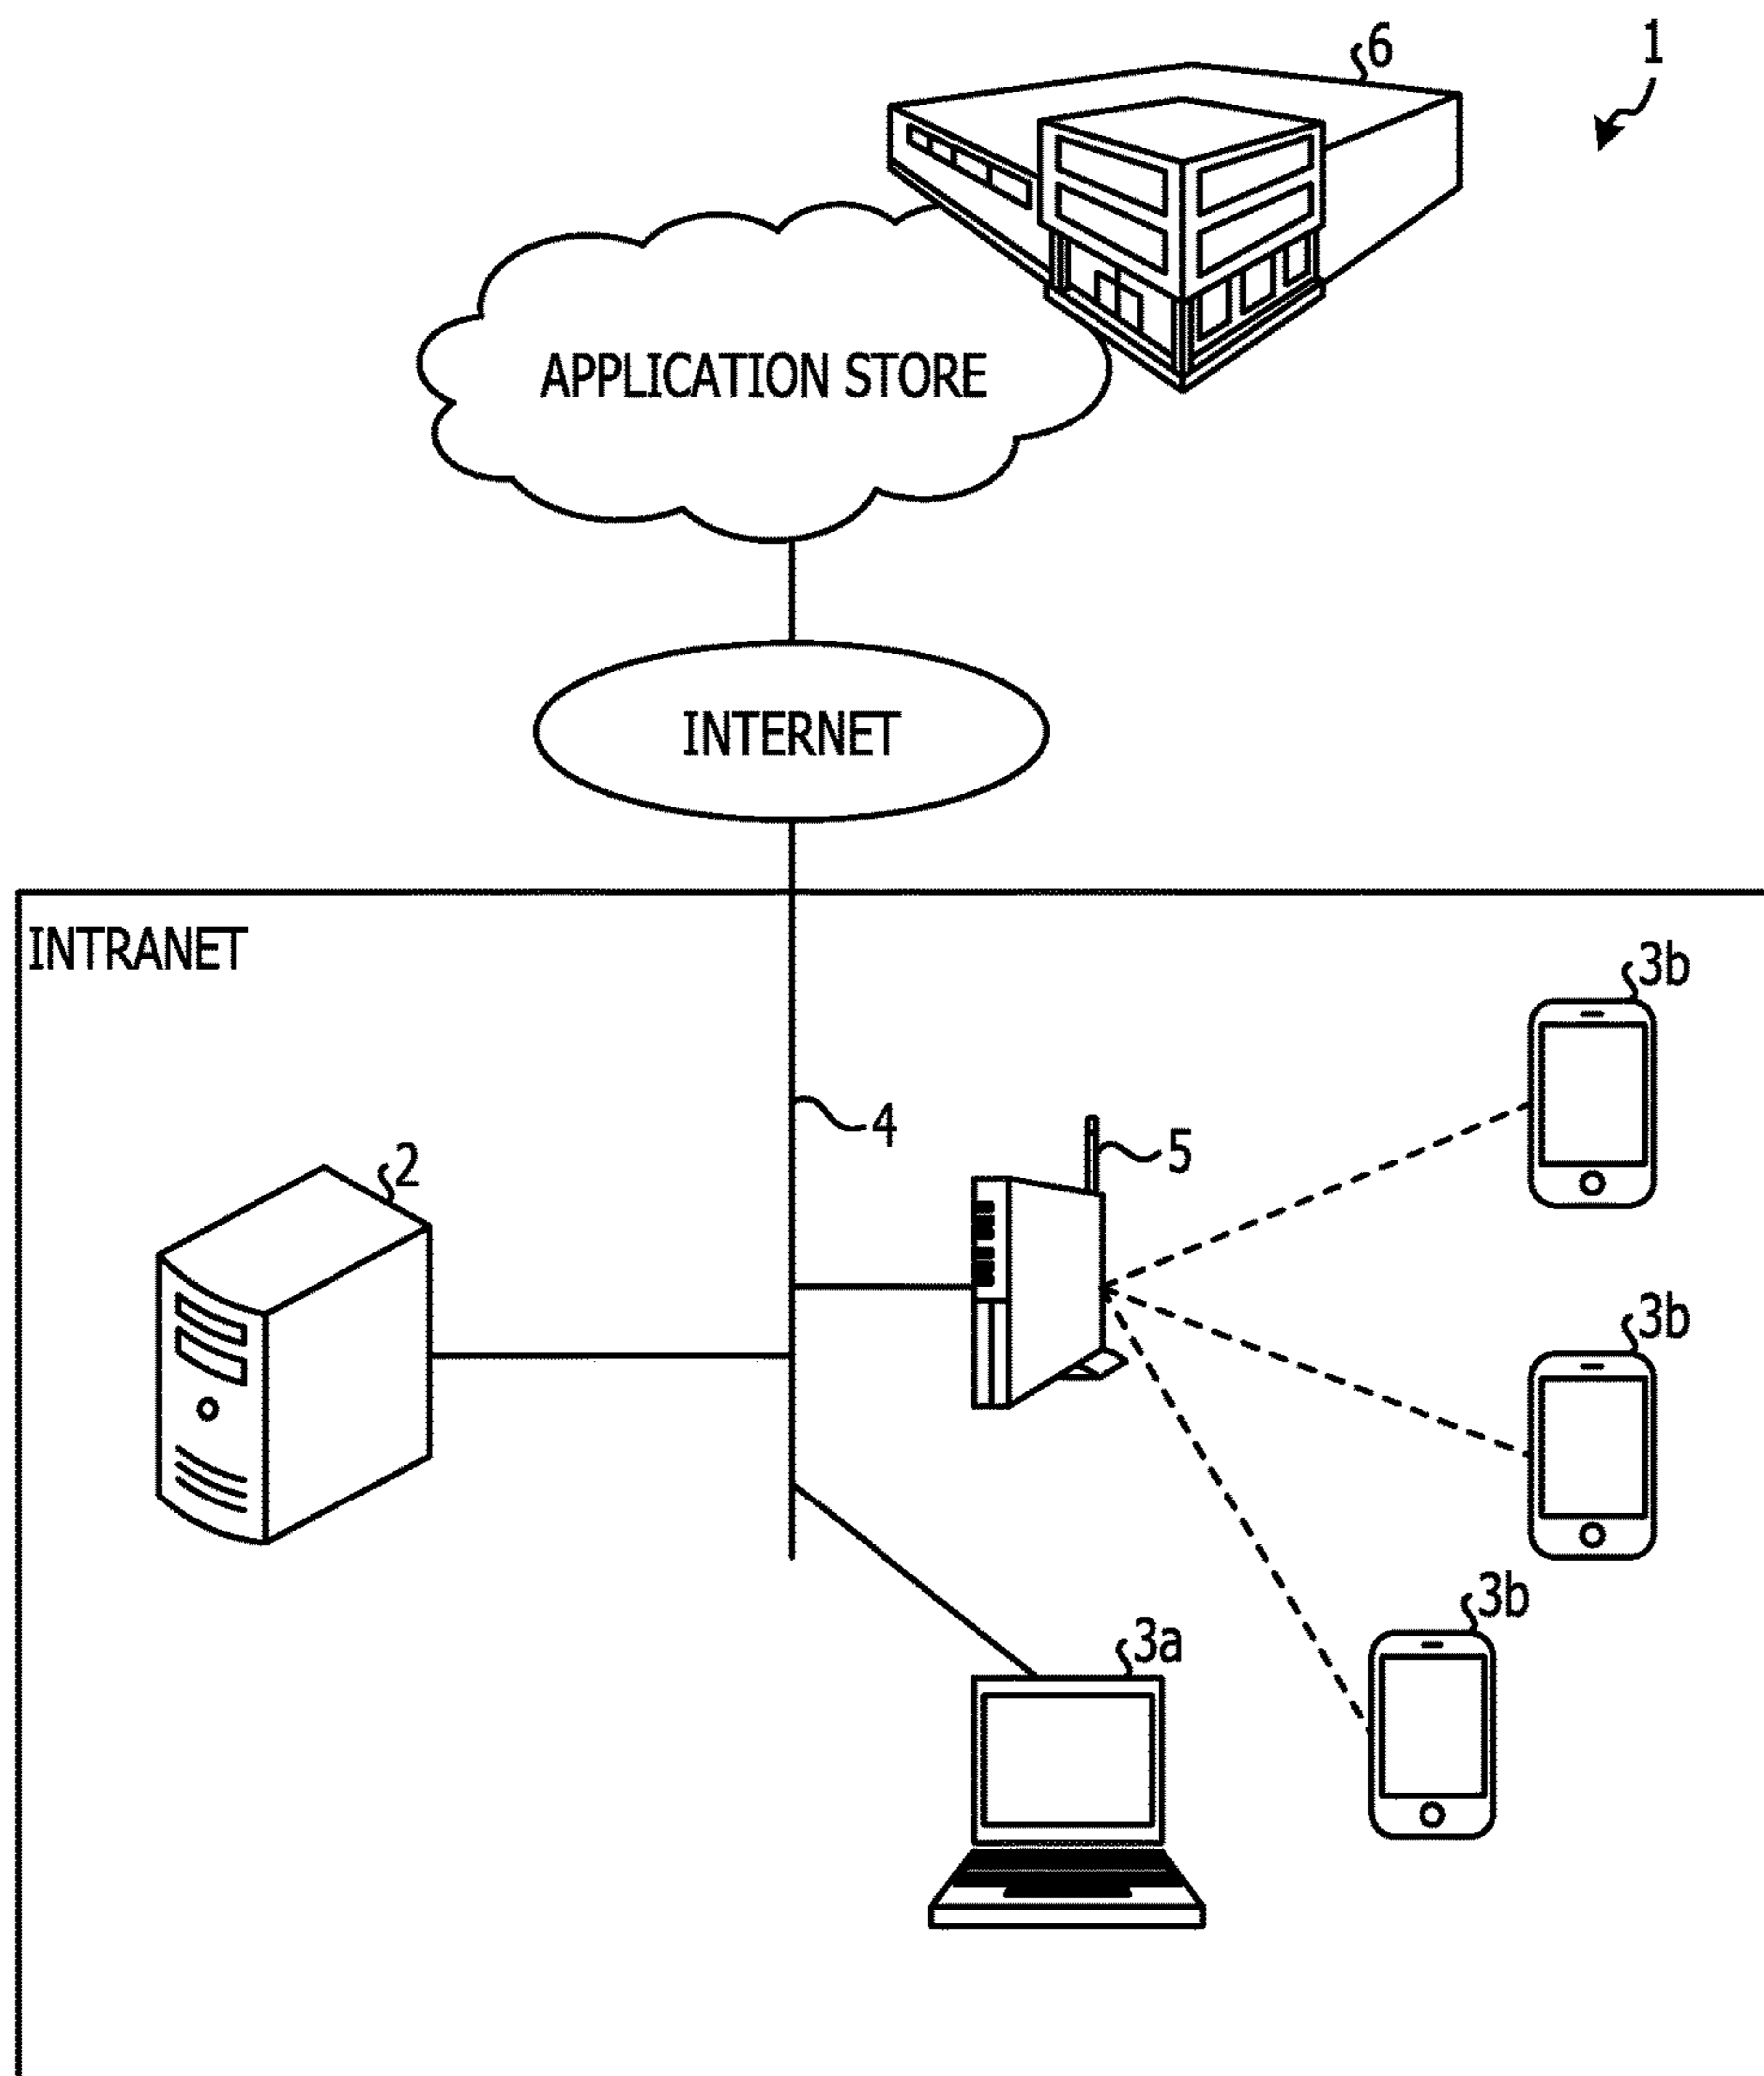 6
1
APPLICATION STORE
INTERNET
INTRANET
3b
4
5
2
3b
3b
3a